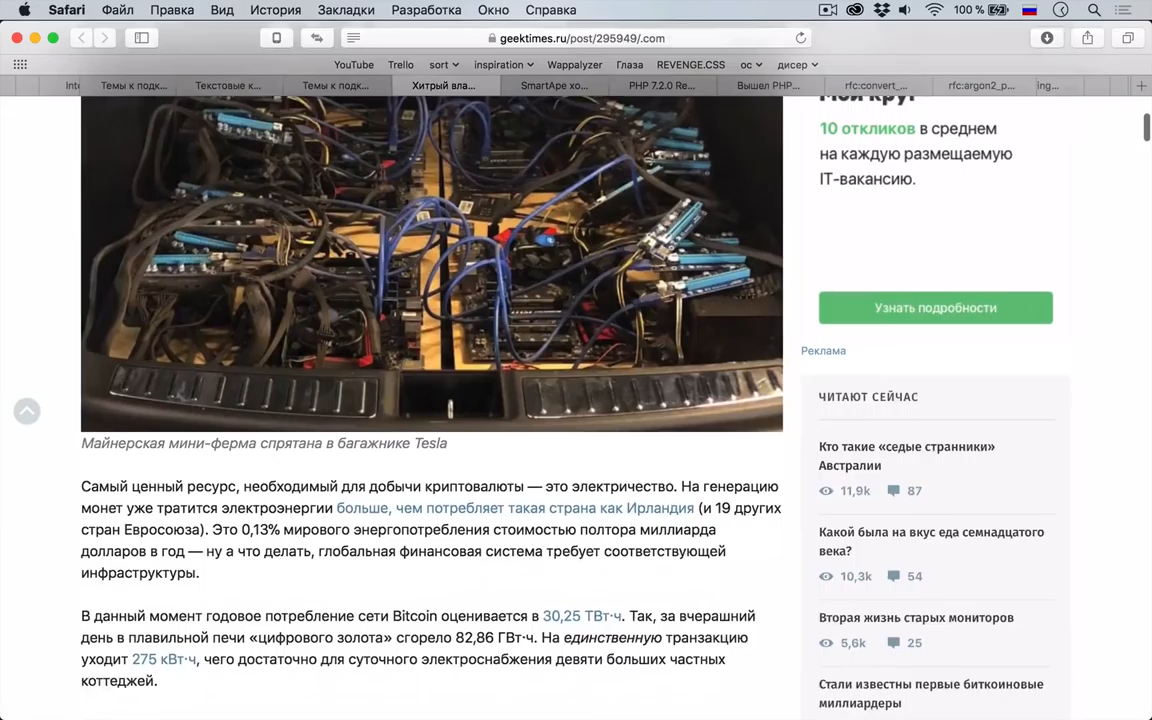 Safari Файл Правка Вид История Закладки Разработка Окно Справка 100 %
geektimes.ru/post/295949/.com
YouTube Trello sort inspiration Wappalyzer Глаза REVENGE.CSS ос дисер
Темы к подк... Текстовые к... Темы к подк... Хитрый вла... SmartApe хо... PHP 7.2.0 Re... Вышел PHP... rfc:convert_... rfc:argon2_p... ing...
Мой круг
10 откликов в среднем
на каждую размещаемую
IT-вакансию.
Узнать подробности
Реклама
Майнерская мини-ферма спрятана в багажнике Tesla
Самый ценный ресурс, необходимый для добычи криптовалюты — это электричество. На генерацию
монет уже тратится электроэнергии больше, чем потребляет такая страна как Ирландия (и 19 других
стран Евросоюза). Это 0,13% мирового энергопотребления стоимостью полтора миллиарда
долларов в год — ну а что делать, глобальная финансовая система требует соответствующей
инфраструктуры.
В данный момент годовое потребление сети Bitcoin оценивается в 30,25 ТВт·ч. Так, за вчерашний
день в плавильной печи «цифрового золота» сгорело 82,86 ГВт·ч. На единственную транзакцию
уходит 275 кВт·ч, чего достаточно для суточного электроснабжения девяти больших частных
коттеджей.
ЧИТАЮТ СЕЙЧАС
Кто такие «седые странники»
Австралии
11,9k 87
Какой была на вкус еда семнадцатого
века?
10,3k 54
Вторая жизнь старых мониторов
5,6k 25
Стали известны первые биткоиновые
миллиардеры